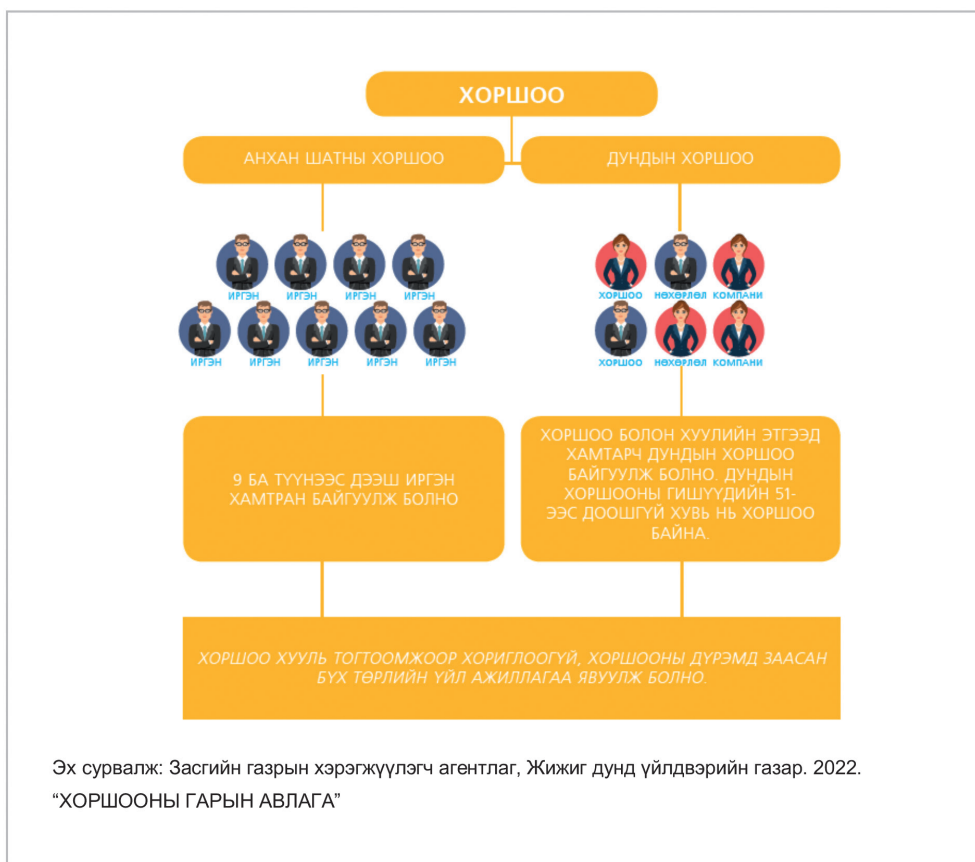 ХОРШОО
АНХАН ШАТНЫ ХОРШОО
ДУНДЫН ХОРШОО
ИРГЭН ИРГЭН ИРГЭН ИРГЭН
ИРГЭН ИРГЭН ИРГЭН ИРГЭН ИРГЭН
ХОРШОО НӨХӨРЛӨЛ КОМПАНИ
ХОРШОО НӨХӨРЛӨЛ КОМПАНИ
9 БА ТҮҮНЭЭС ДЭЭШ ИРГЭН
ХАМТРАН БАЙГУУЛЖ БОЛНО
ХОРШОО БОЛОН ХУУЛИЙН ЭТГЭЭД
ХАМТАРЧ ДУНДЫН ХОРШОО
БАЙГУУЛЖ БОЛНО. ДУНДЫН
ХОРШООНЫ ГИШҮҮДИЙН 51-
ЭЭС ДООШГҮЙ ХУВЬ НЬ ХОРШОО
БАЙНА.
ХОРШОО ХУУЛЬ ТОГТООМЖООР ХОРИГЛООГҮЙ, ХОРШООНЫ ДҮРЭМД ЗААСАН
БҮХ ТӨРЛИЙН ҮЙЛ АЖИЛЛАГАА ЯВУУЛЖ БОЛНО.
Эх сурвалж: Засгийн газрын хэрэгжүүлэгч агентлаг, Жижиг дунд үйлдвэрийн газар. 2022.
“ХОРШООНЫ ГАРЫН АВЛАГА”